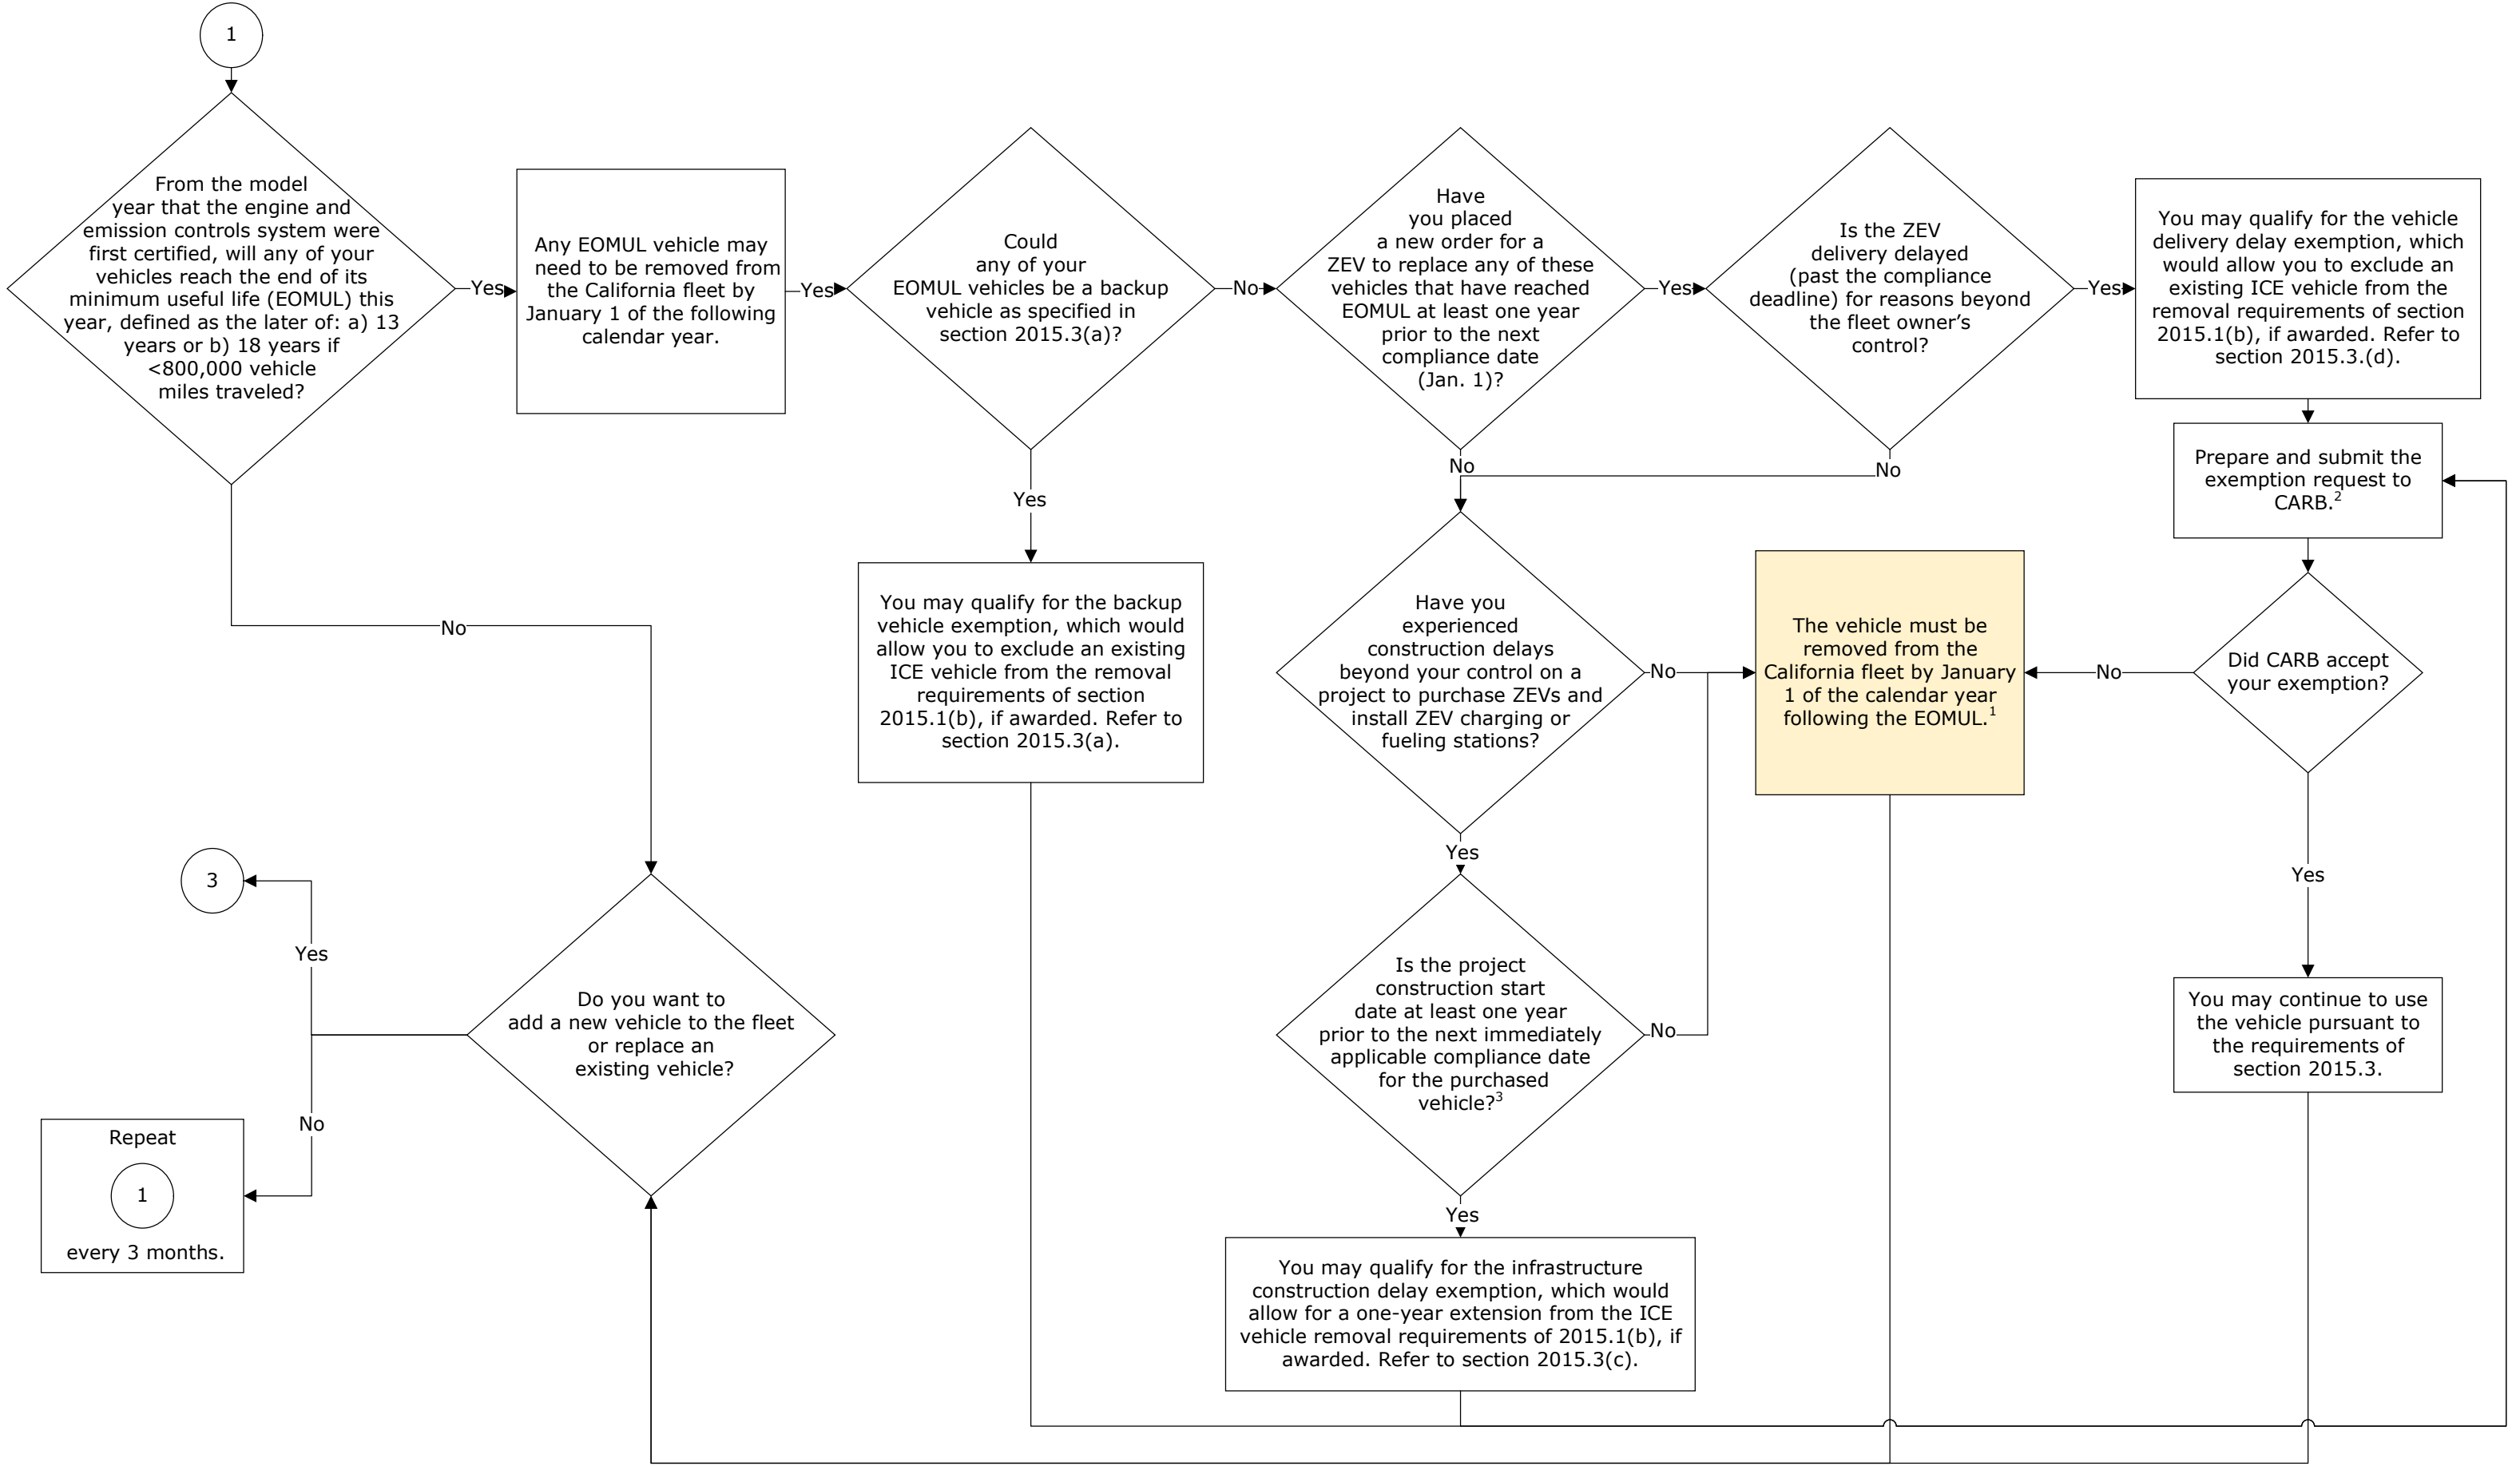 1
From the model
year that the engine and
emission controls system were
first certified, will any of your
vehicles reach the end of its
minimum useful life (EOMUL) this
year, defined as the later of: a) 13
years or b) 18 years if
<800,000 vehicle
miles traveled?
Yes
Any EOMUL vehicle may
need to be removed from
the California fleet by
January 1 of the following
calendar year.
Yes
Could
any of your
EOMUL vehicles be a backup
vehicle as specified in
section 2015.3(a)?
No
Have
you placed
a new order for a
ZEV to replace any of these
vehicles that have reached
EOMUL at least one year
prior to the next
compliance date
(Jan. 1)?
Yes
Is the ZEV
delivery delayed
(past the compliance
deadline) for reasons beyond
the fleet owner's
control?
Yes
You may qualify for the vehicle
delivery delay exemption, which
would allow you to exclude an
existing ICE vehicle from the
removal requirements of section
2015.1(b), if awarded. Refer to
section 2015.3.(d).
No
No
Yes
Prepare and submit the
exemption request to
CARB.2
No
You may qualify for the backup
vehicle exemption, which would
allow you to exclude an existing
ICE vehicle from the removal
requirements of section
2015.1(b), if awarded. Refer to
section 2015.3(a).
Have you
experienced
construction delays
beyond your control on a
project to purchase ZEVs and
install ZEV charging or
fueling stations?
No
The vehicle must be
removed from the
California fleet by January
1 of the calendar year
following the EOMUL.1
No
Did CARB accept
your exemption?
Yes
Yes
3
Yes
Do you want to
add a new vehicle to the fleet
or replace an
existing vehicle?
No
Is the project
construction start
date at least one year
prior to the next immediately
applicable compliance date
for the purchased
vehicle?3
No
You may continue to use
the vehicle pursuant to
the requirements of
section 2015.3.
Repeat
1
every 3 months.
Yes
You may qualify for the infrastructure
construction delay exemption, which would
allow for a one-year extension from the ICE
vehicle removal requirements of 2015.1(b), if
awarded. Refer to section 2015.3(c).